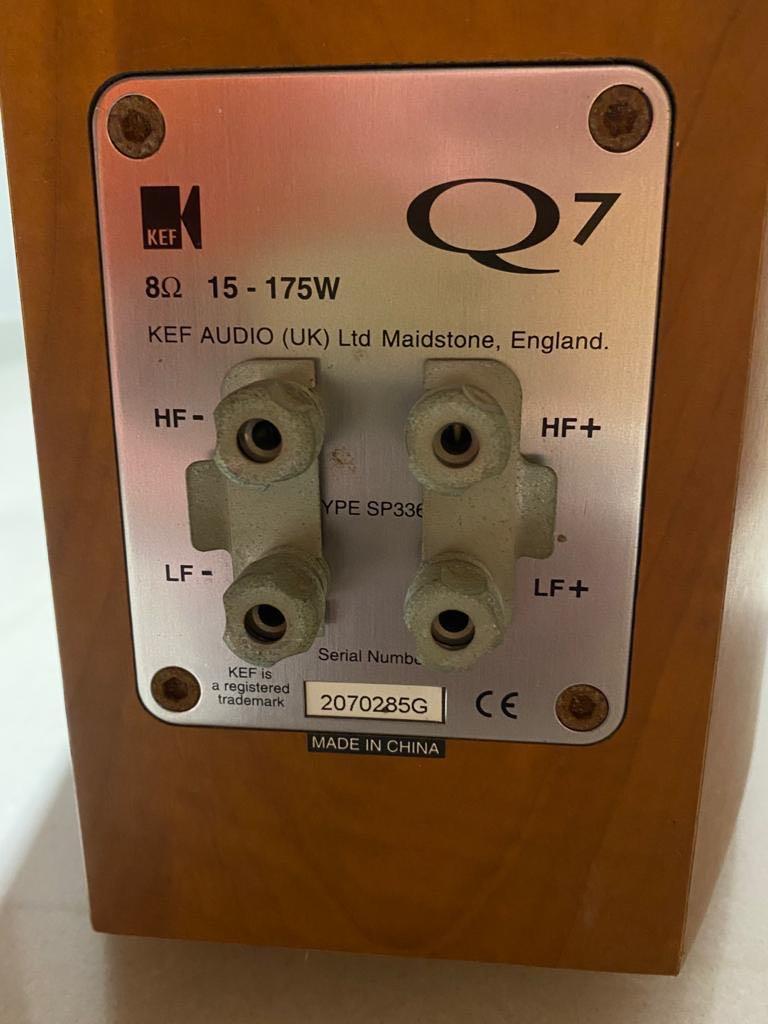 KEF
Q7
8Ω 15 - 175W
KEF AUDIO (UK) Ltd Maidstone, England.
HF-
HF+
YPE SP336
LF-
LF+
Serial Numbe
KEF is
a registered
trademark
2070285G
CE
MADE IN CHINA